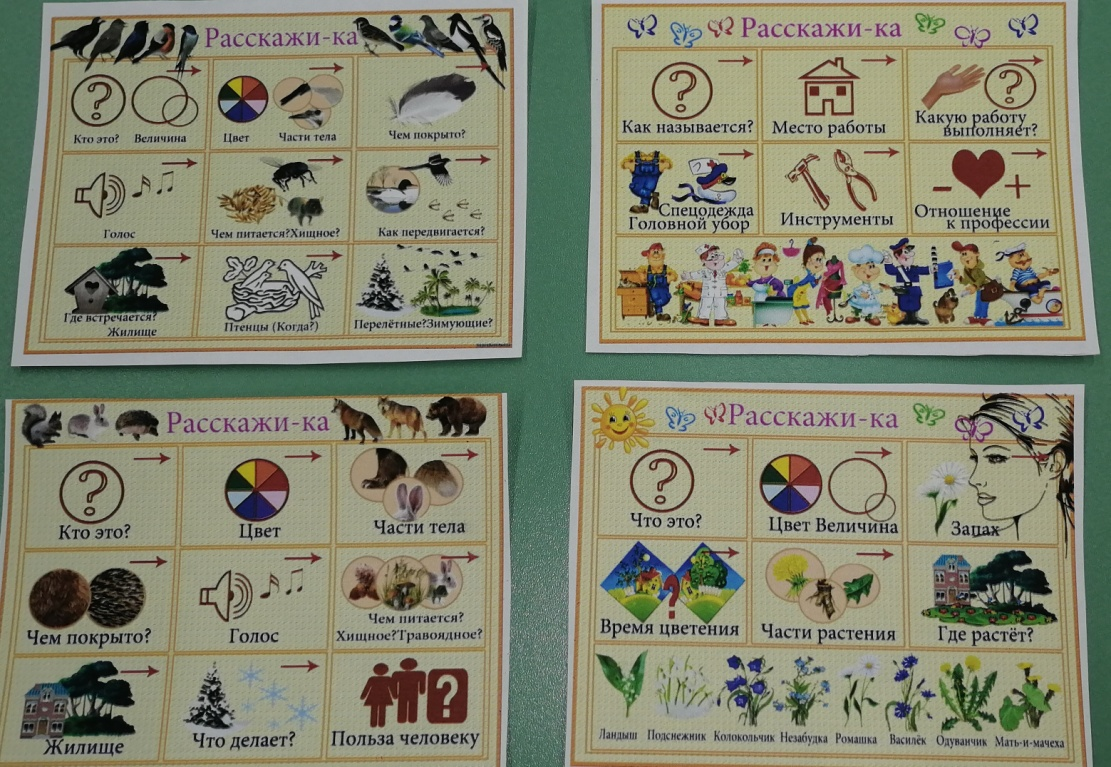 Расскажи-ка
Кто это? Величина
Цвет Части тела
Чем покрыто?
Голос
Чем питается?Хищное?
Как передвигается?
Где встречается?
Жилище
Птенцы (Когда?)
Перелётные?Зимующие?
Расскажи-ка
Как называется?
Место работы
Какую работу
выполняет?
Спецодежда
Головной убор
Инструменты
Отношение
к профессии
Расскажи-ка
Кто это?
Цвет
Части тела
Чем покрыто?
Голос
Чем питается?
Хищное?Травоядное?
Жилище
Что делает?
Польза человеку
Расскажи-ка
Что это?
Цвет Величина
Запах
Время цветения
Части растения
Где растёт?
Ландыш Подснежник Колокольчик Незабудка Ромашка Василёк Одуванчик Мать-и-мачеха